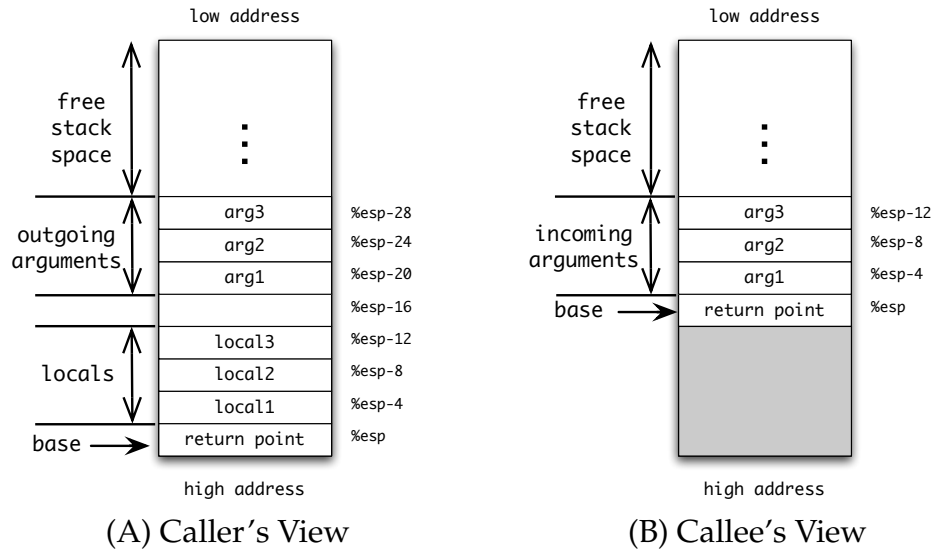 low address
free
stack
space
arg3 %esp-28
outgoing
arguments
arg2 %esp-24
arg1 %esp-20
%esp-16
local3 %esp-12
locals
local2 %esp-8
local1 %esp-4
base return point %esp
high address
(A) Caller's View
low address
free
stack
space
arg3 %esp-12
incoming
arguments
arg2 %esp-8
arg1 %esp-4
base return point %esp
high address
(B) Callee's View